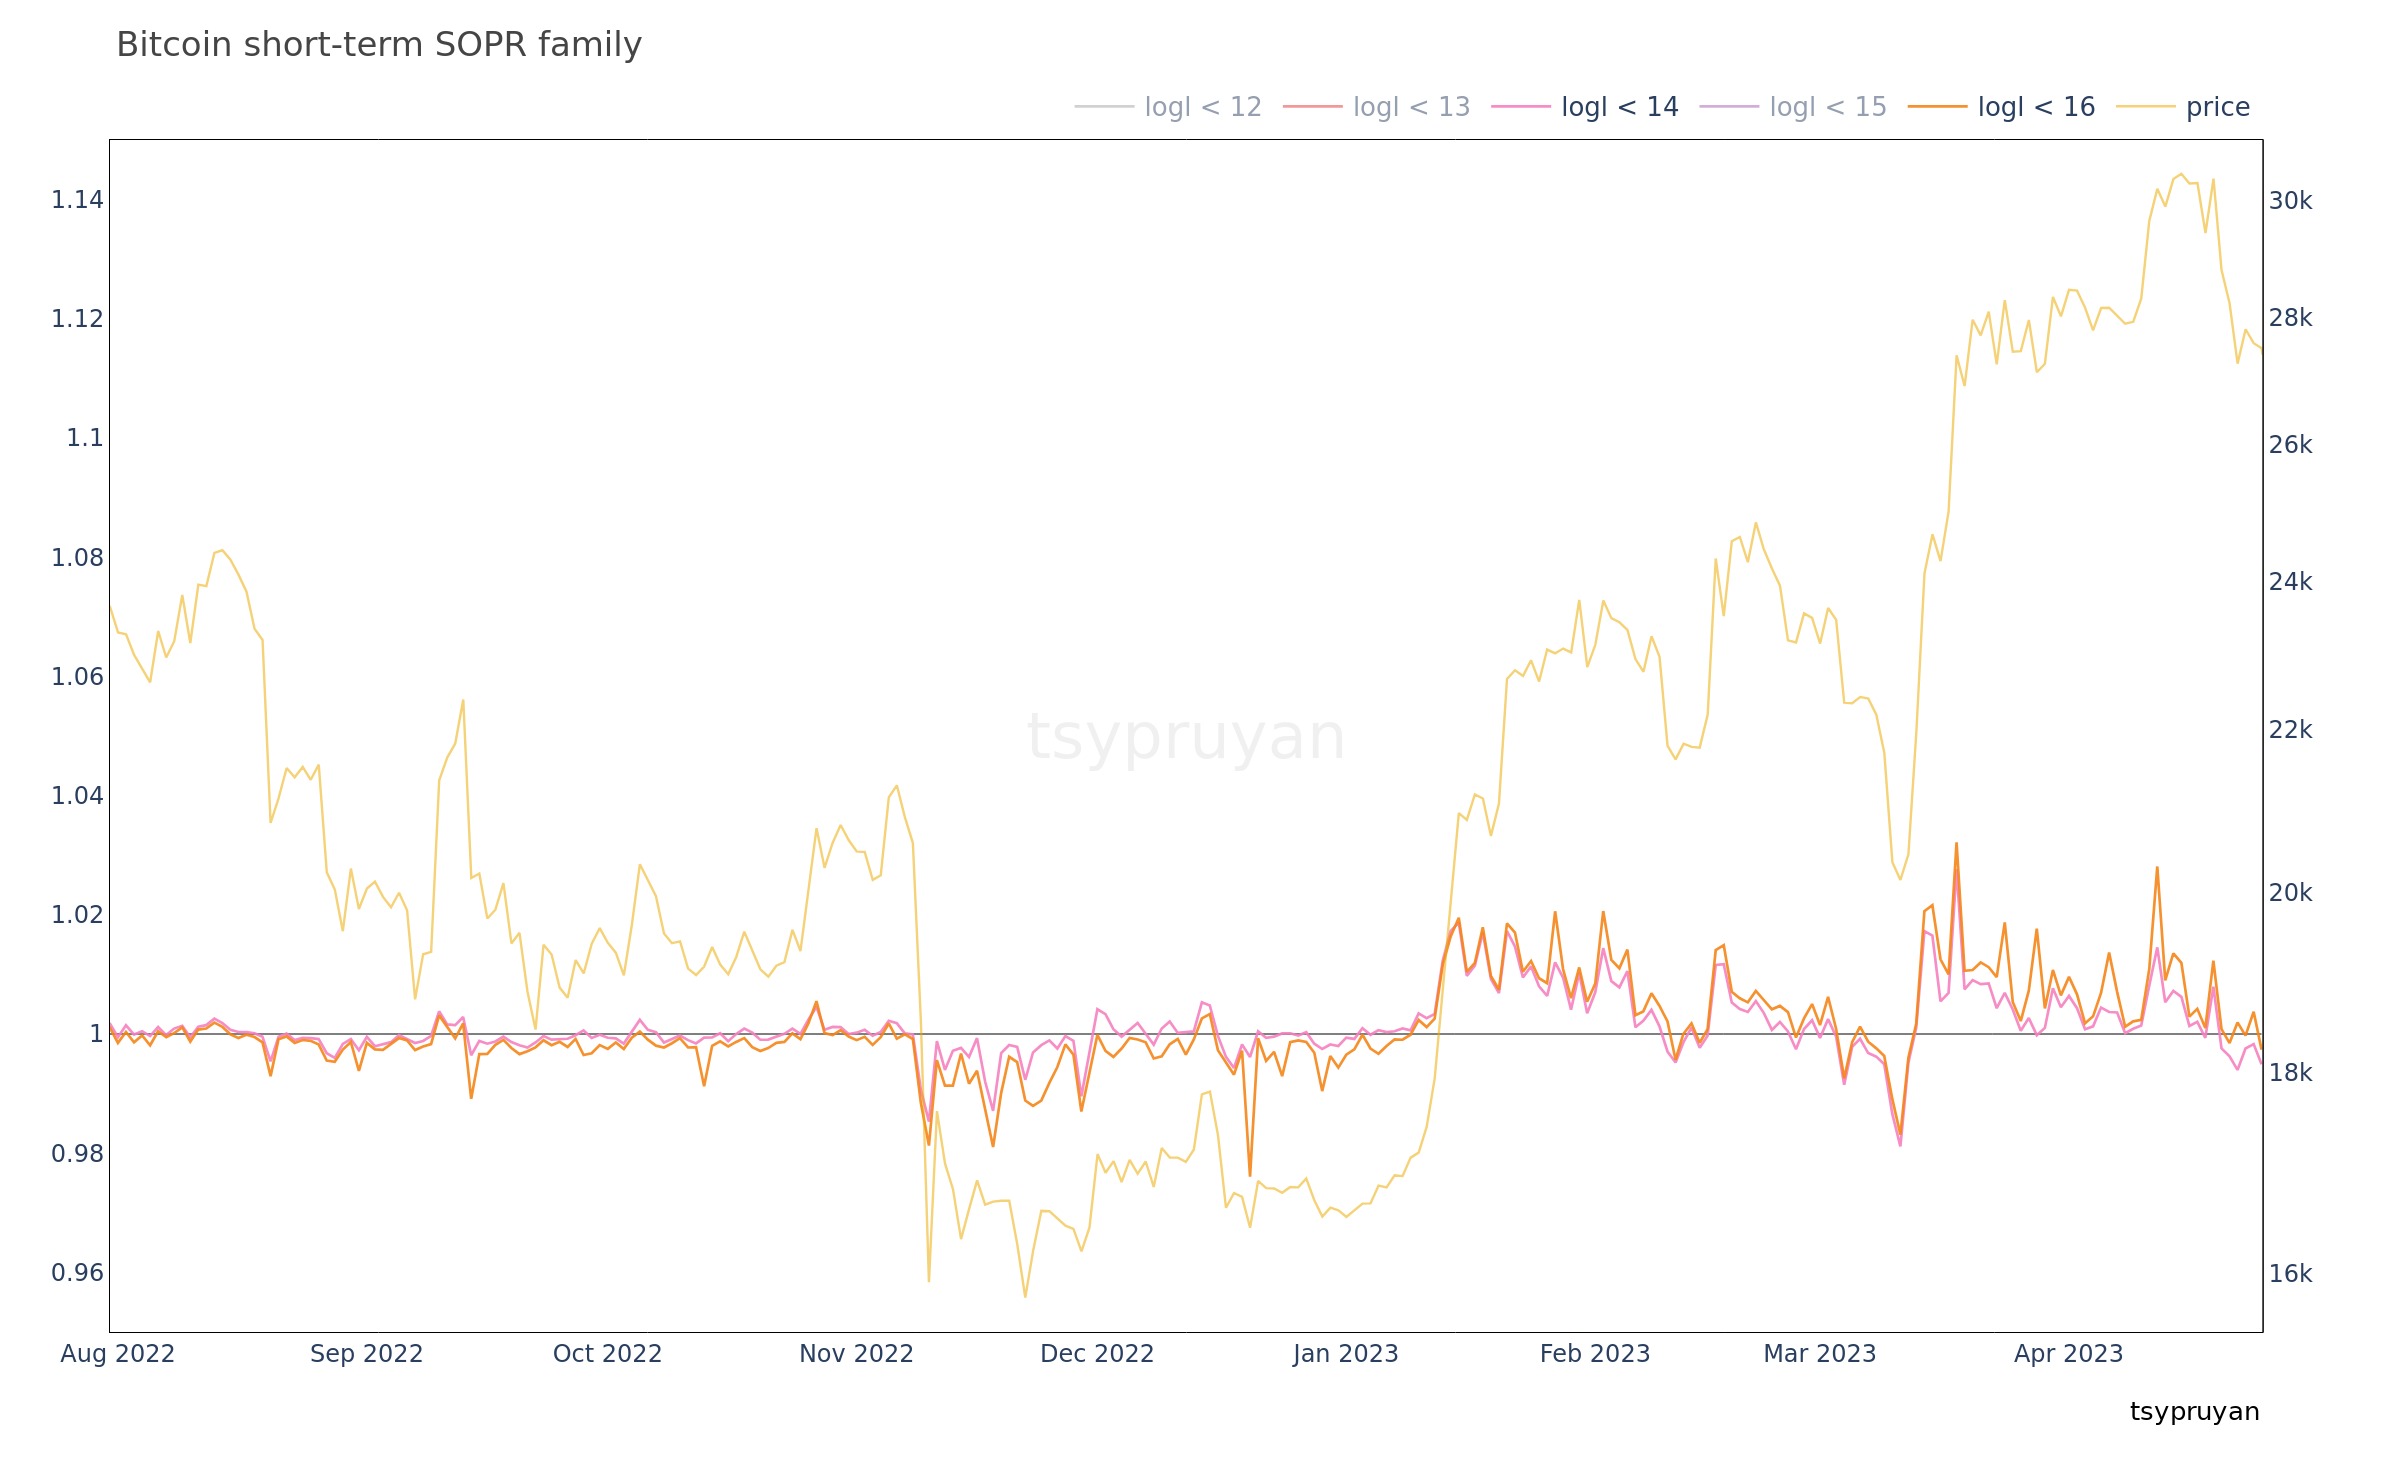 Bitcoin short-term SOPR family
logl < 12 logl < 13 logl < 14 logl < 15 logl < 16 price
1.14 30k
1.12 28k
1.1 26k
1.08 24k
1.06
tsypruyan 22k
1.04
1.02 20k
1 18k
0.98
0.96 16k
Aug 2022 Sep 2022 Oct 2022 Nov 2022 Dec 2022 Jan 2023 Feb 2023 Mar 2023 Apr 2023
tsypruyan